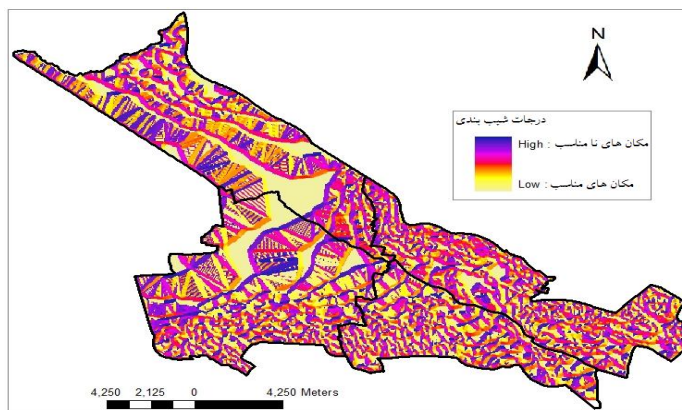 N
درجات شیب بندی
High : مکان های نا مناسب
Low : مکان های مناسب
4,250 2,125 0 4,250 Meters